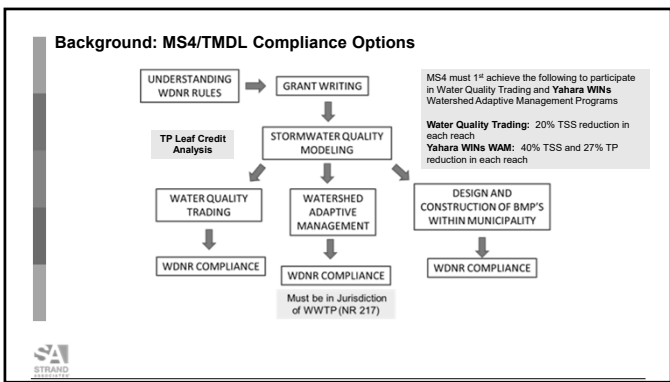 Background: MS4/TMDL Compliance Options
UNDERSTANDING
WDNR RULES
GRANT WRITING
MS4 must 1st achieve the following to participate
in Water Quality Trading and Yahara WINs
Watershed Adaptive Management Programs
Water Quality Trading: 20% TSS reduction in
each reach
Yahara WINs WAM: 40% TSS and 27% TP
reduction in each reach
TP Leaf Credit
Analysis
STORMWATER QUALITY
MODELING
WATER QUALITY
TRADING
WATERSHED
ADAPTIVE
MANAGEMENT
DESIGN AND
CONSTRUCTION OF BMP'S
WITHIN MUNICIPALITY
WDNR COMPLIANCE
WDNR COMPLIANCE
WDNR COMPLIANCE
Must be in Jurisdiction
of WWTP (NR 217)
SA
STRAND
ASSOCIATES